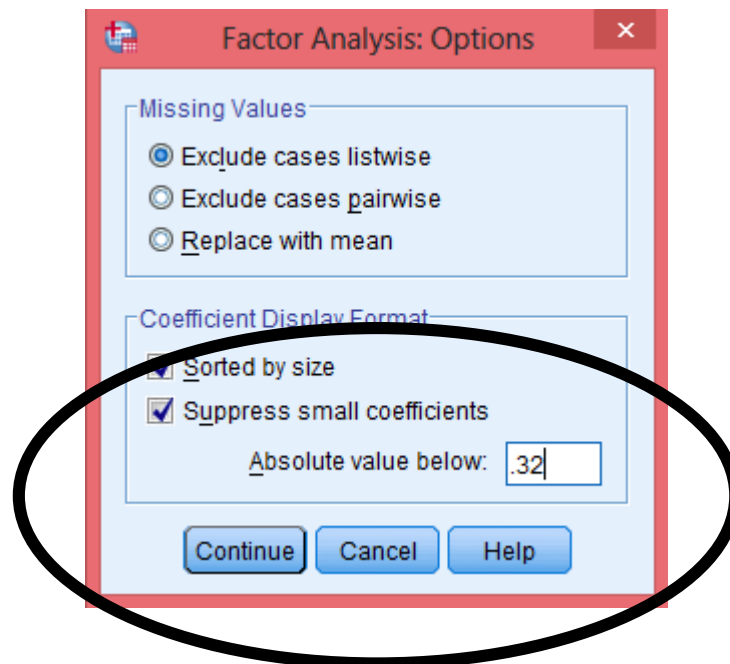 Factor Analysis: Options
Missing Values
Exclude cases listwise
Exclude cases pairwise
Replace with mean
Coefficient Display Format
Sorted by size
Suppress small coefficients
Absolute value below: .32
Continue Cancel Help